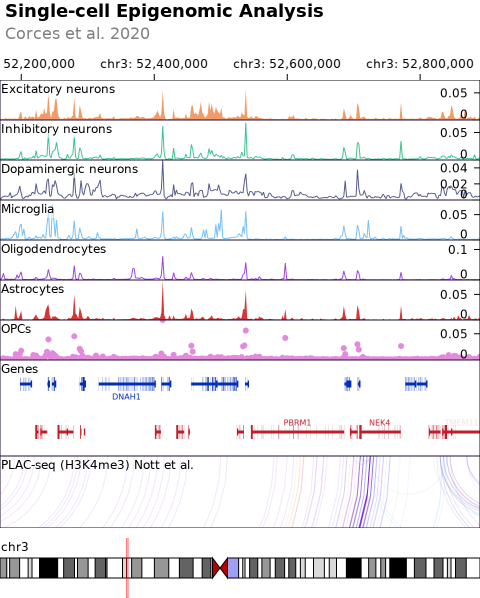 Single-cell Epigenomic Analysis
Corces et al. 2020
52,200,000 chr3: 52,400,000 chr3: 52,600,000 chr3: 52,800,000
Excitatory neurons 0.05
0
Inhibitory neurons 0.05
0
Dopaminergic neurons 0.04
0.02
0
Microglia 0.05
0
Oligodendrocytes 0.1
0
Astrocytes 0.05
0
OPCs 0.05
0
Genes
DNAH1
PBRM1 NEK4
PLAC-seq (H3K4me3) Nott et al.
chr3